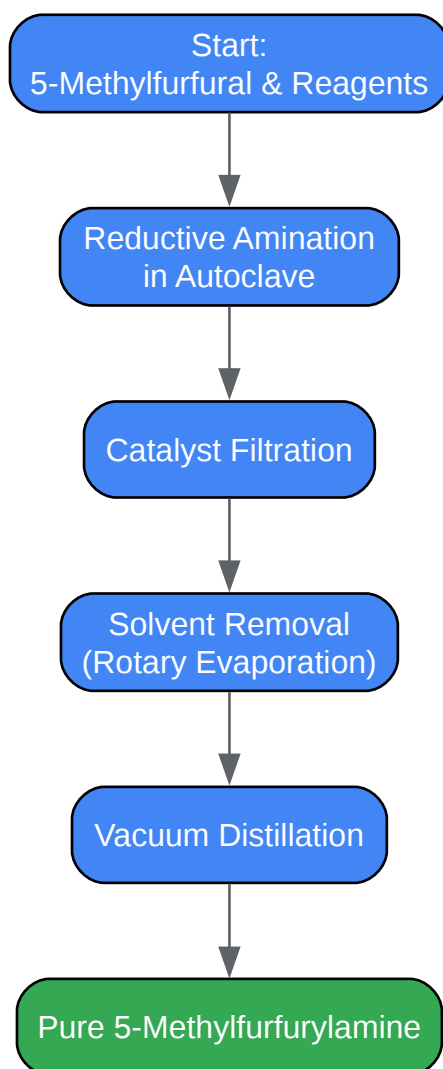 Start:
5-Methylfurfural & Reagents
Reductive Amination
in Autoclave
Catalyst Filtration
Solvent Removal
(Rotary Evaporation)
Vacuum Distillation
Pure 5-Methylfurfurylamine